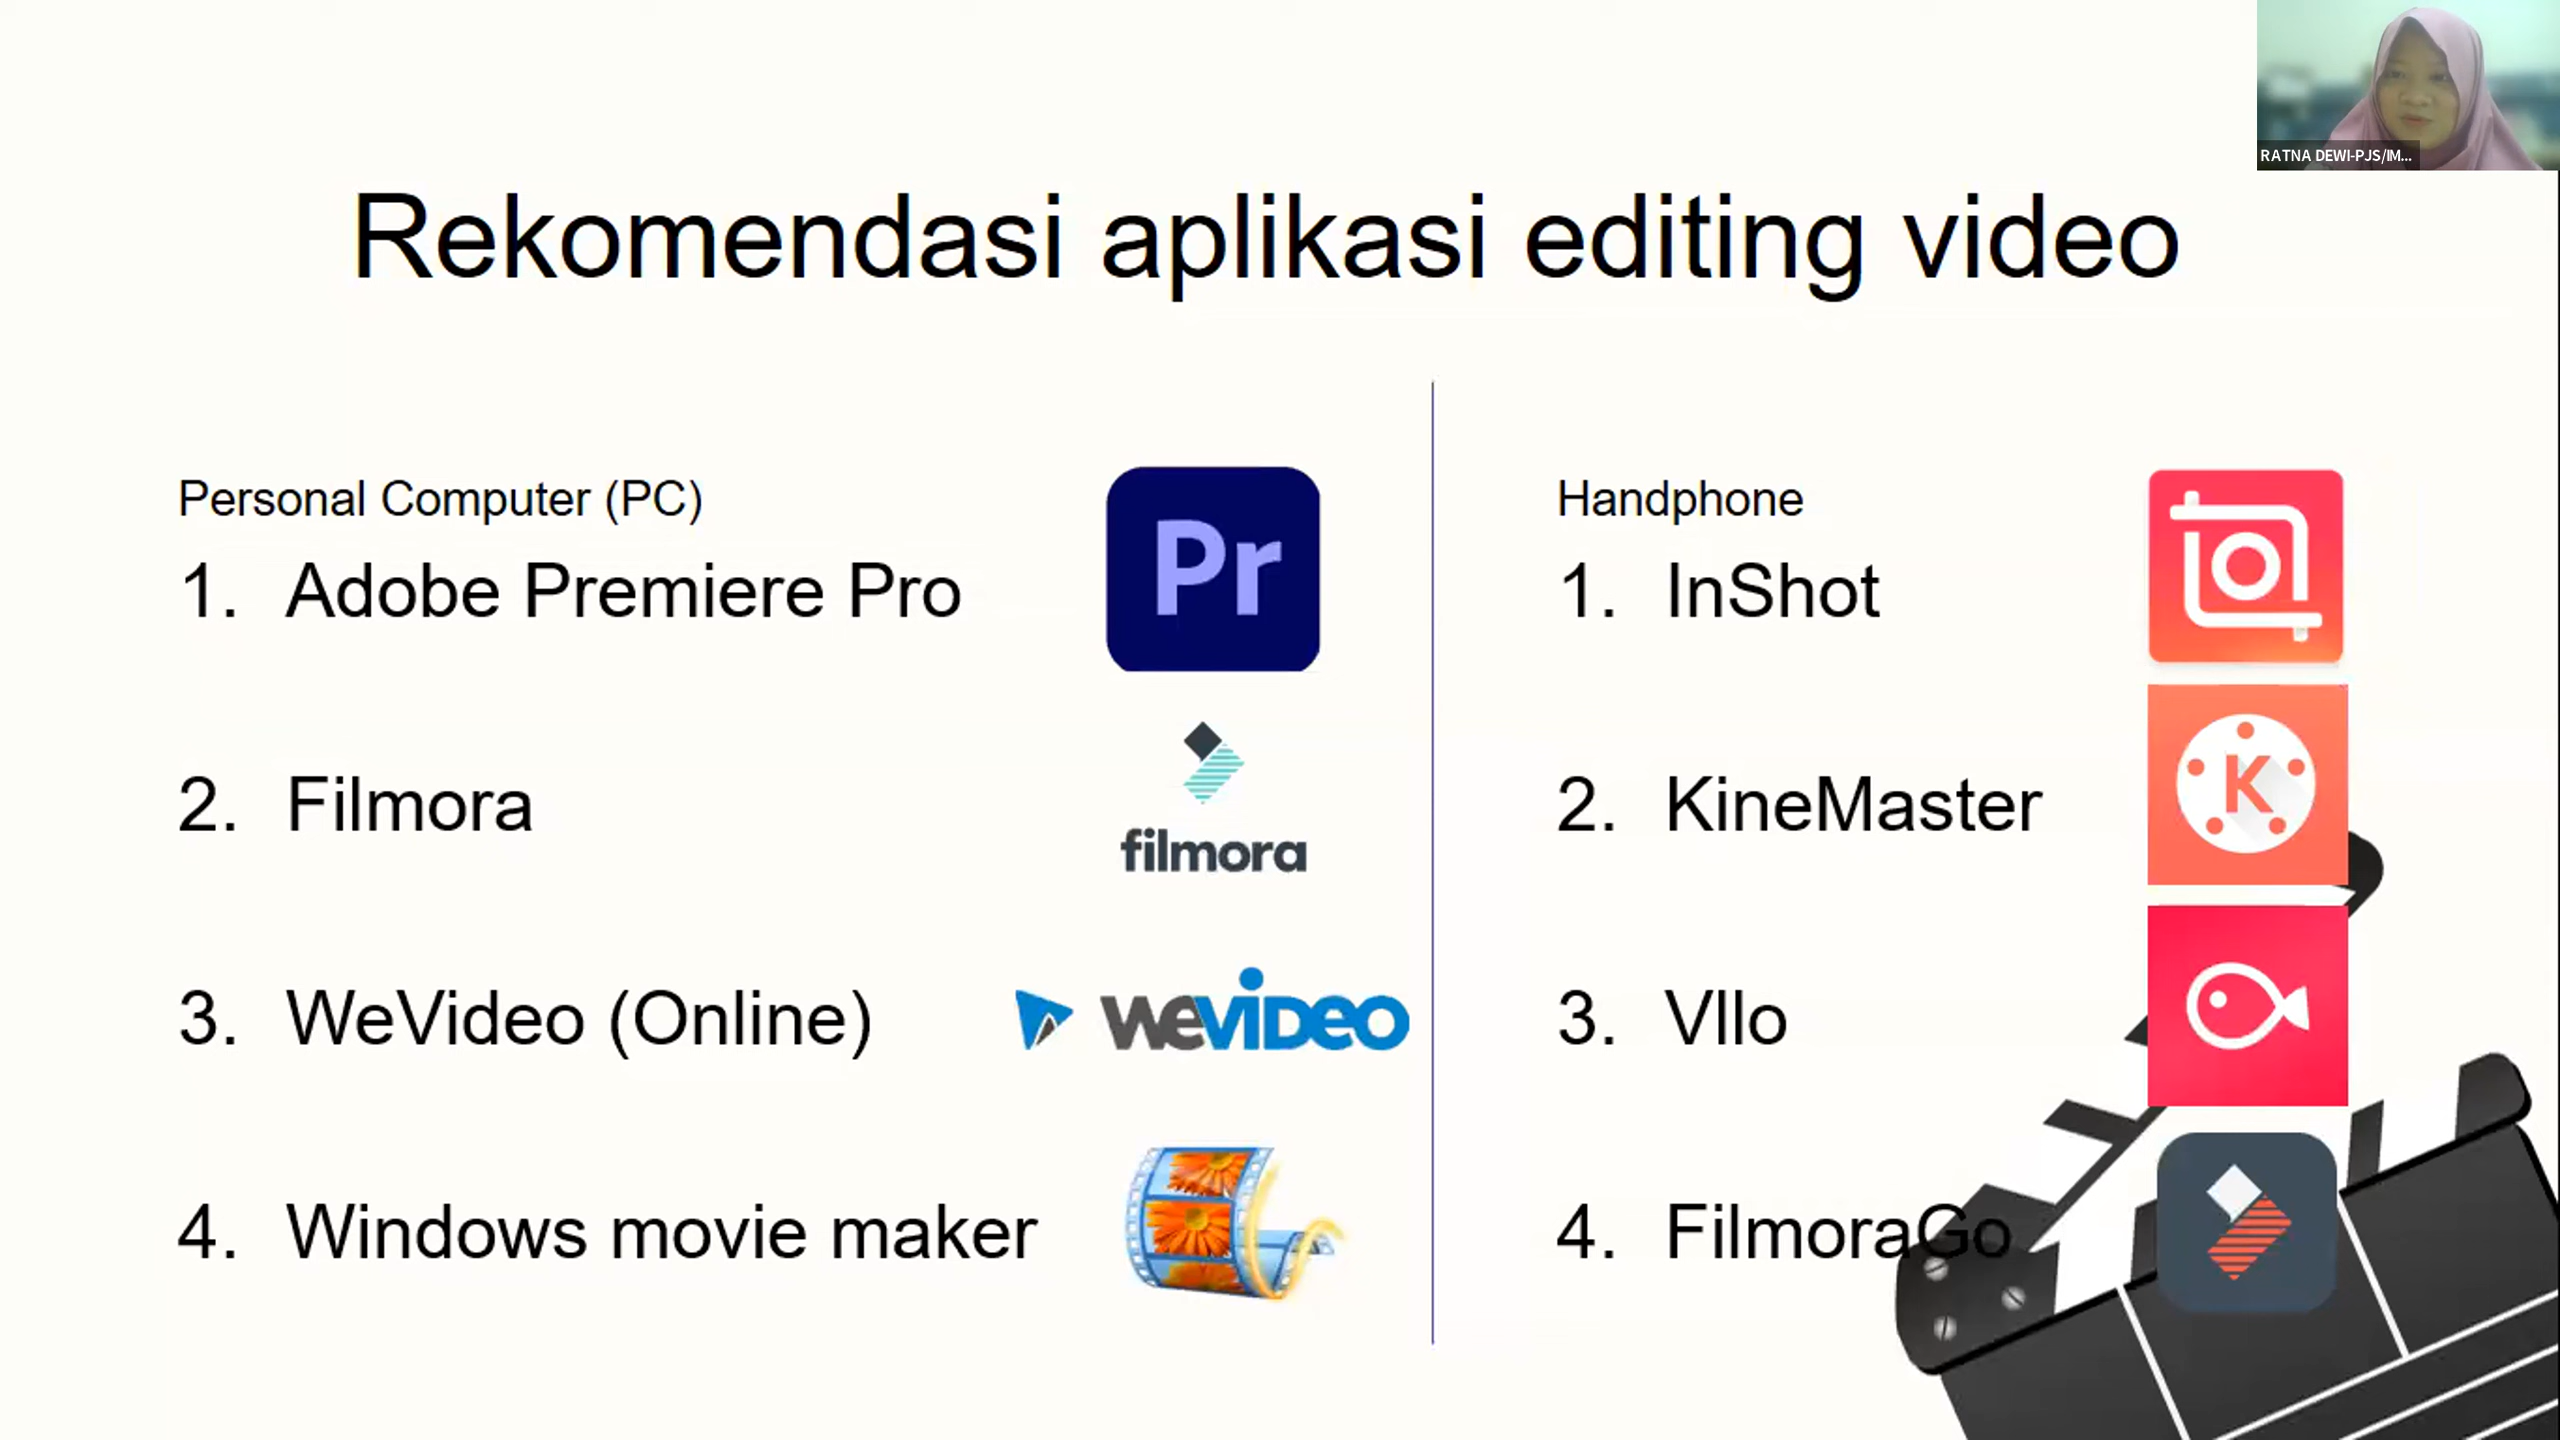 RATNA DEWI-PJS/IM...
Rekomendasi aplikasi editing video
Personal Computer (PC)
1. Adobe Premiere Pro
Pr
2. Filmora
filmora
3. WeVideo (Online)
WEVIDEO
4. Windows movie maker
Handphone
1. InShot
2. KineMaster
K
3. Vllo
4. FilmoraGo